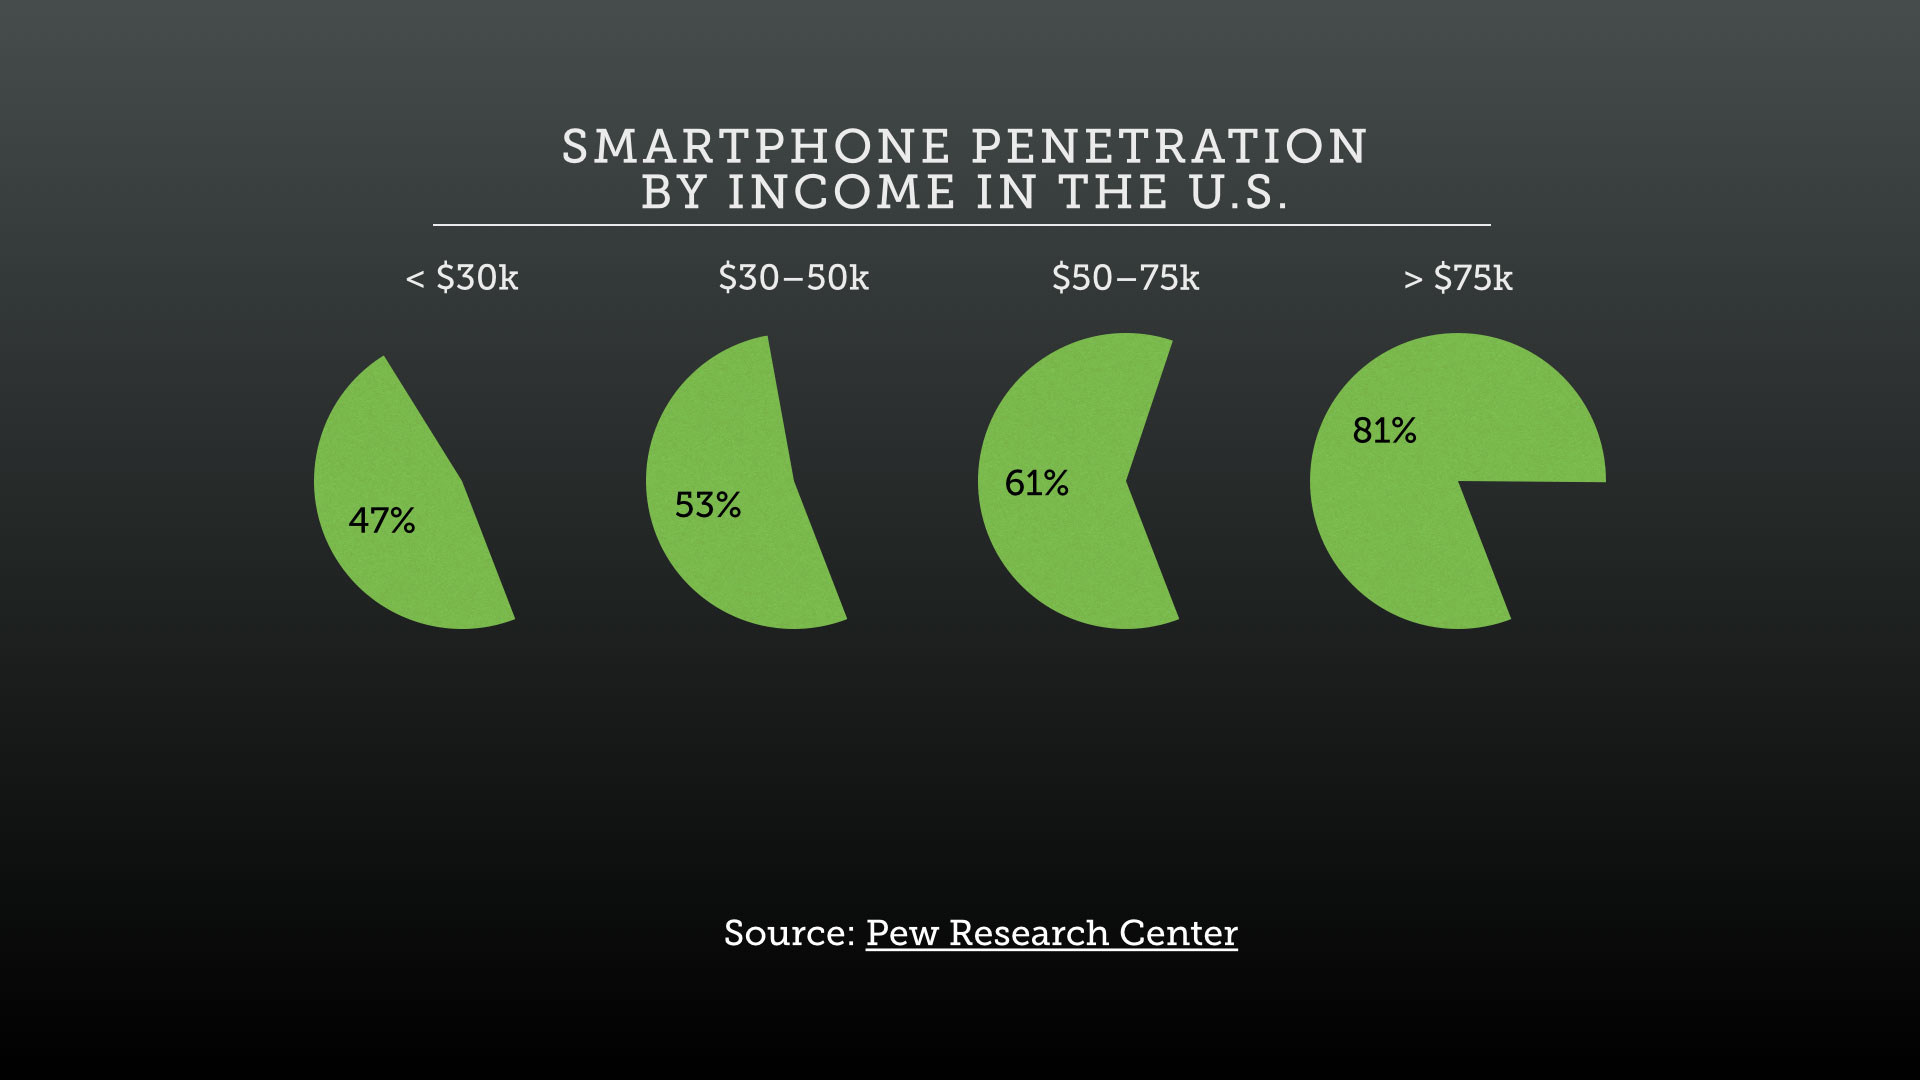 SMARTPHONE PENETRATION
BY INCOME IN THE U.S.
< $30k
$30–50k
$50–75k
> $75k
47%
53%
61%
81%
Source: Pew Research Center